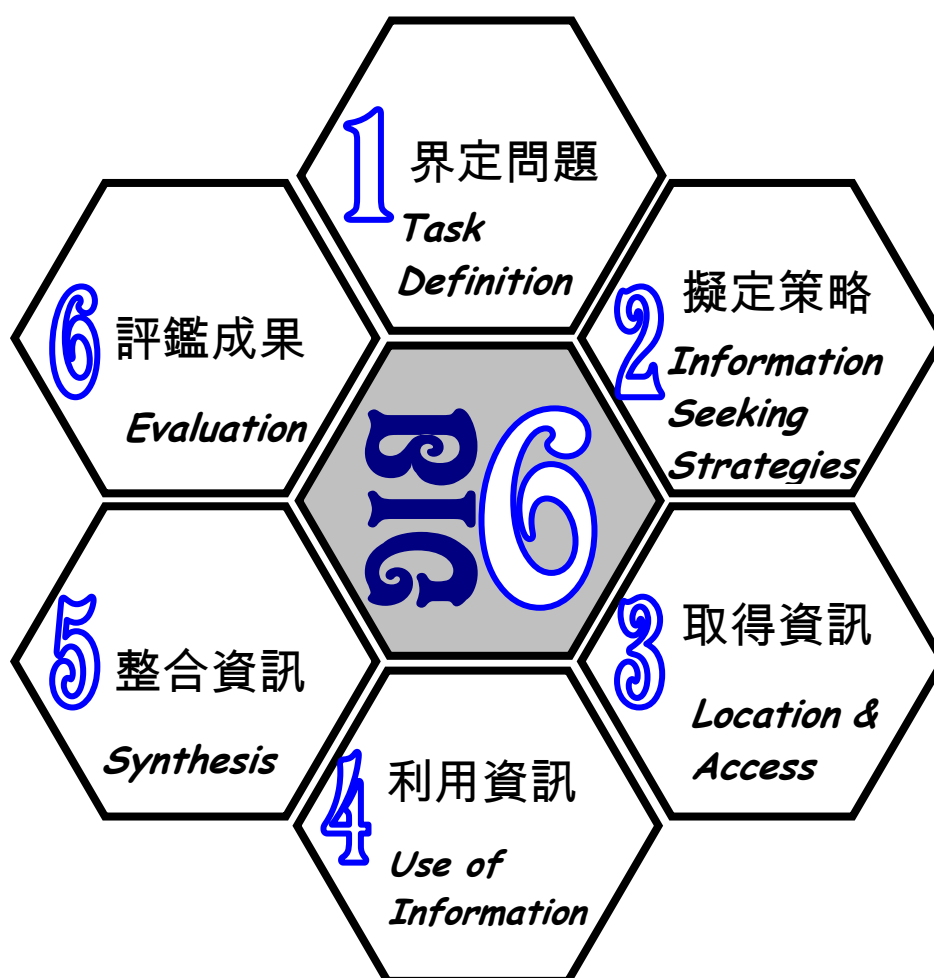 1
界定問題
Task
Definition
2
擬定策略
Information
Seeking
Strategies
3
取得資訊
Location &
Access
4
利用資訊
Use of
Information
5
整合資訊
Synthesis
6
評鑑成果
Evaluation
BIG
6